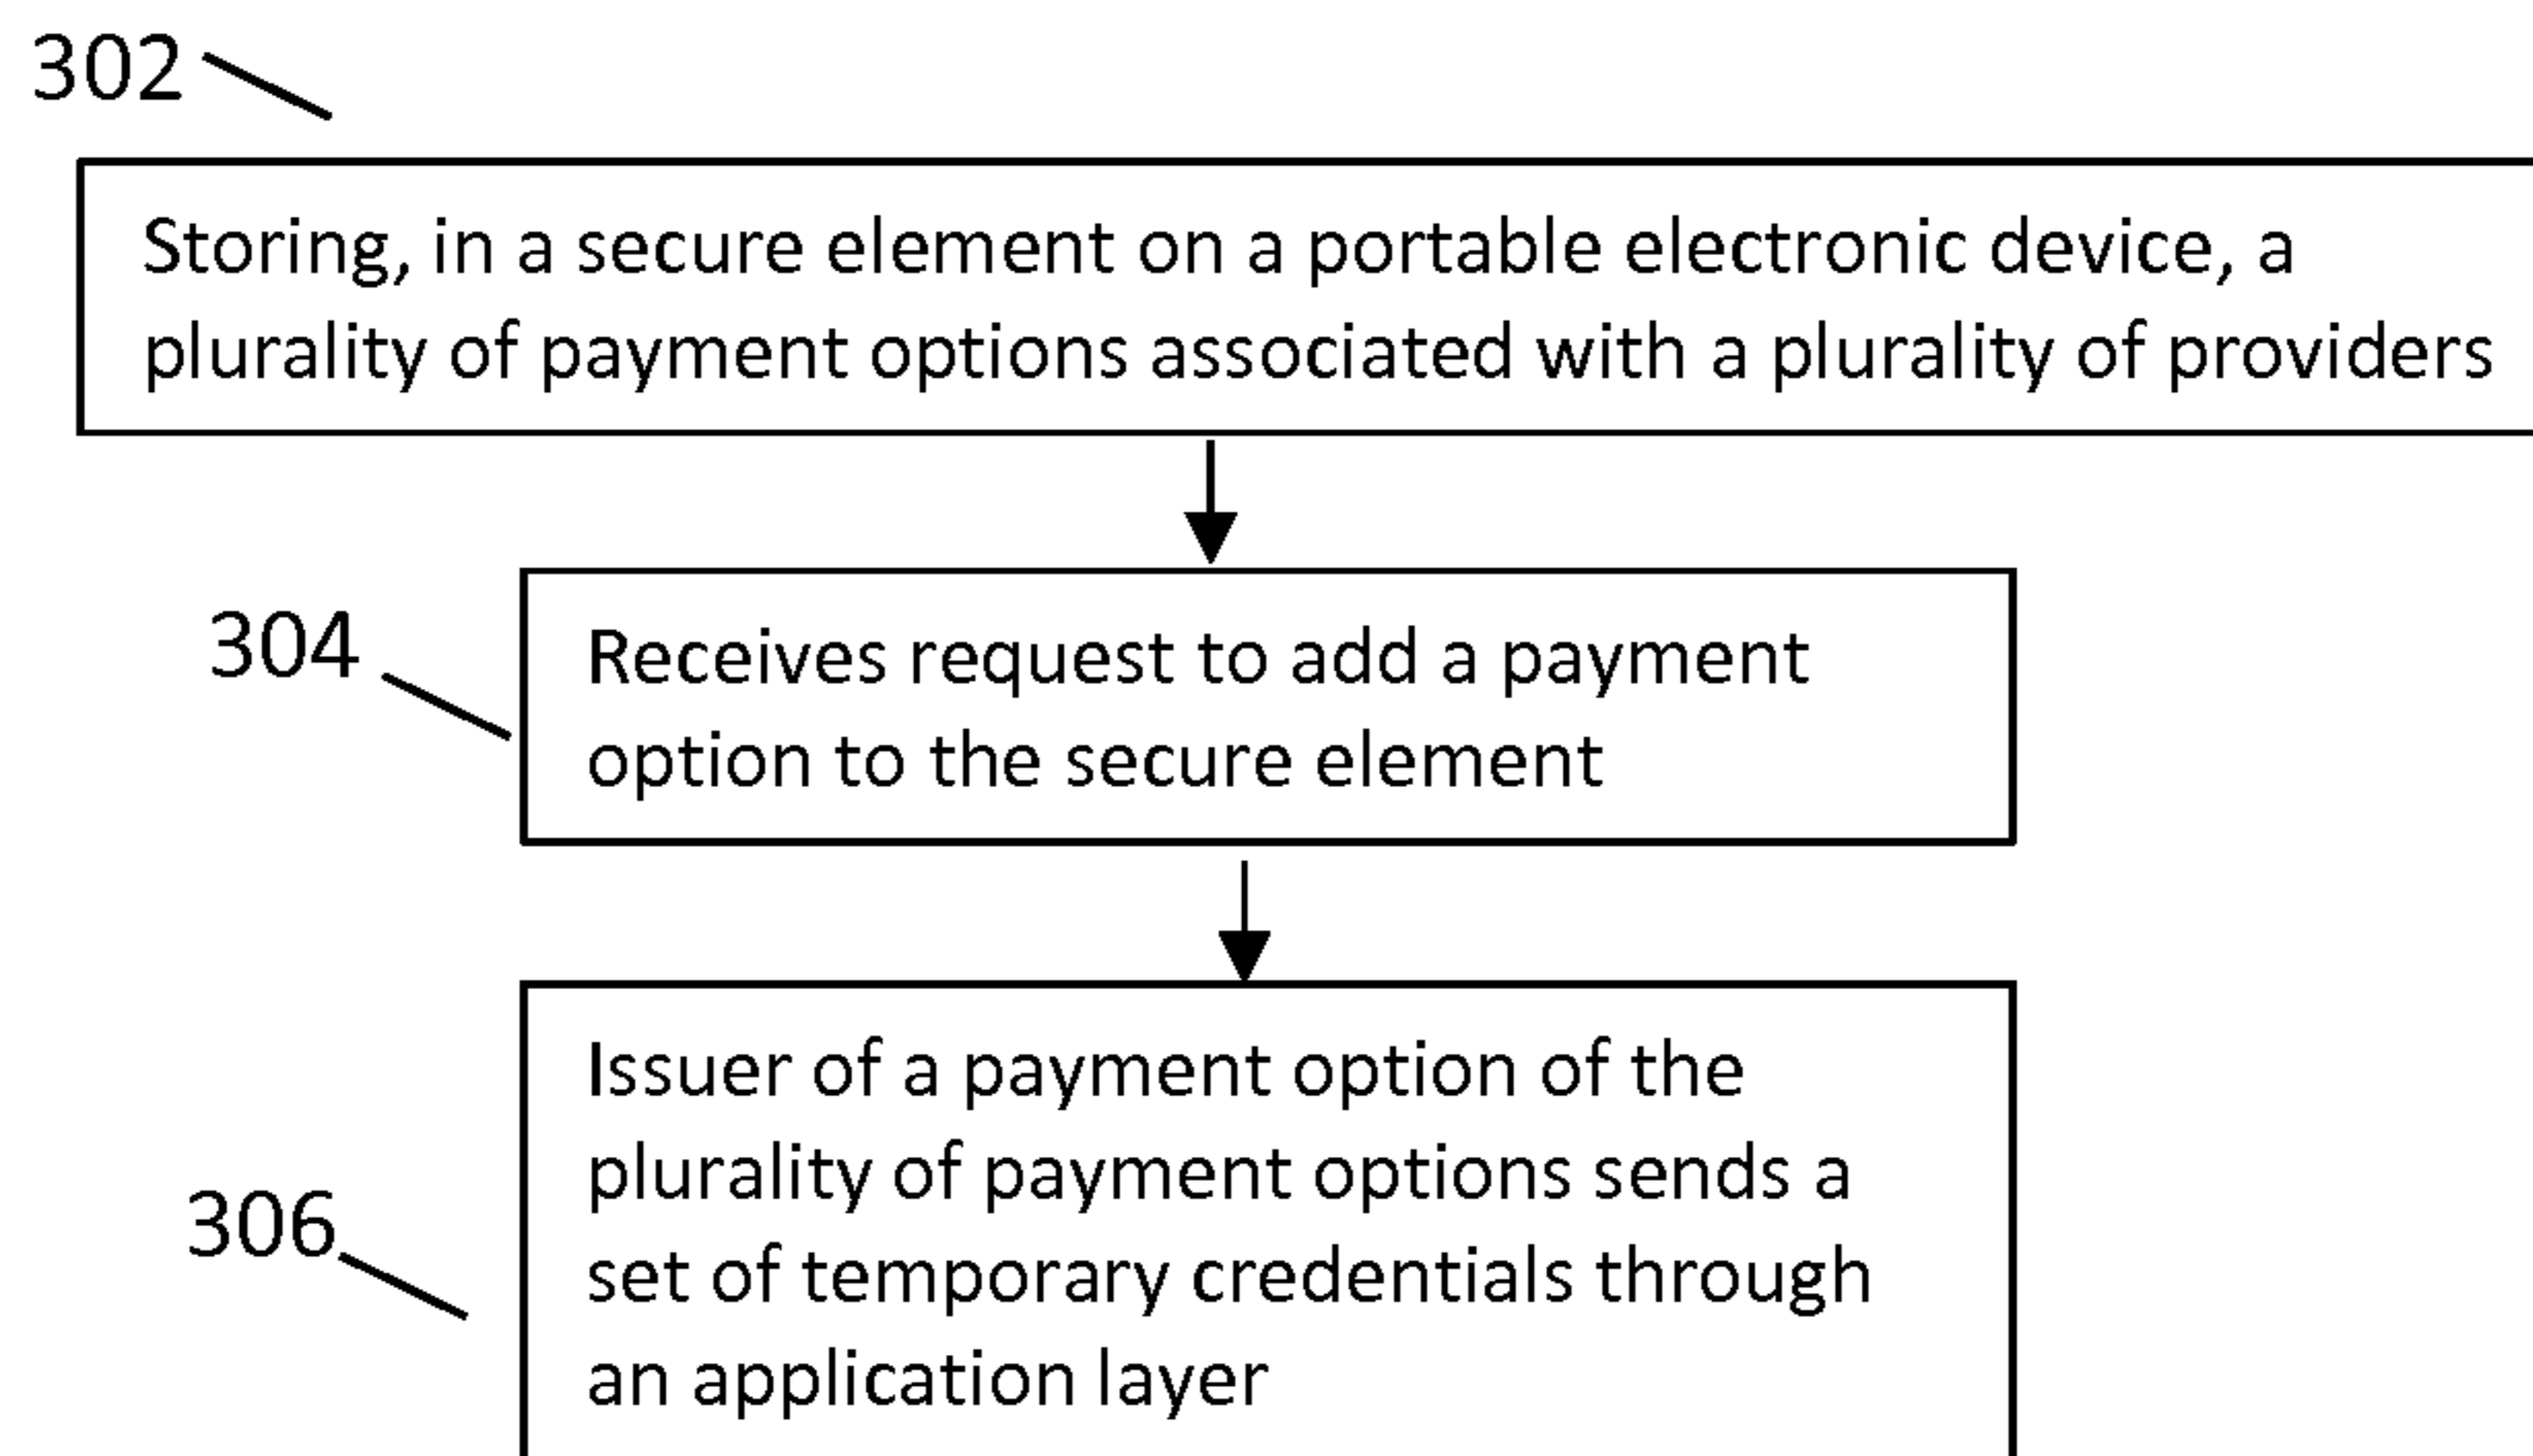 302
Storing, in a secure element on a portable electronic device, a
plurality of payment options associated with a plurality of providers
304
Receives request to add a payment
option to the secure element
306
Issuer of a payment option of the
plurality of payment options sends a
set of temporary credentials through
an application layer